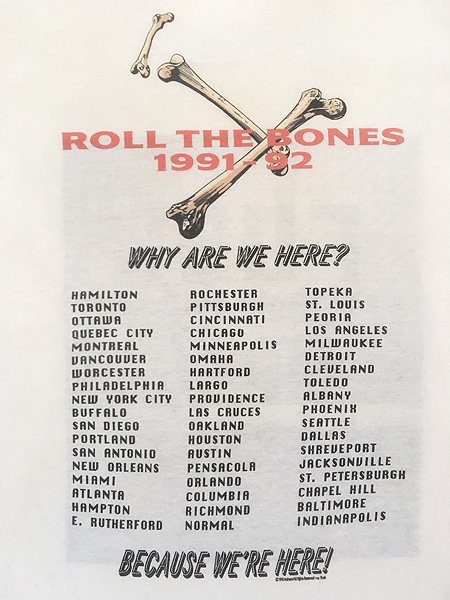 ROLL THE BONES
1991-92
WHY ARE WE HERE?
HAMILTON
TORONTO
OTTAWA
QUEBEC CITY
MONTREAL
VANCOUVER
WORCESTER
PHILADELPHIA
NEW YORK CITY
BUFFALO
SAN DIEGO
PORTLAND
SAN ANTONIO
NEW ORLEANS
MIAMI
ATLANTA
HAMPTON
E. RUTHERFORD
ROCHESTER
PITTSBURGH
CINCINNATI
CHICAGO
MINNEAPOLIS
OMAHA
HARTFORD
LARGO
PROVIDENCE
LAS CRUCES
OAKLAND
HOUSTON
AUSTIN
PENSACOLA
ORLANDO
COLUMBIA
RICHMOND
NORMAL
TOPEKA
ST. LOUIS
PEORIA
LOS ANGELES
MILWAUKEE
DETROIT
CLEVELAND
TOLEDO
ALBANY
PHOENIX
SEATTLE
DALLAS
SHREVEPORT
JACKSONVILLE
ST. PETERSBURGH
CHAPEL HILL
BALTIMORE
INDIANAPOLIS
BECAUSE WE'RE HERE!